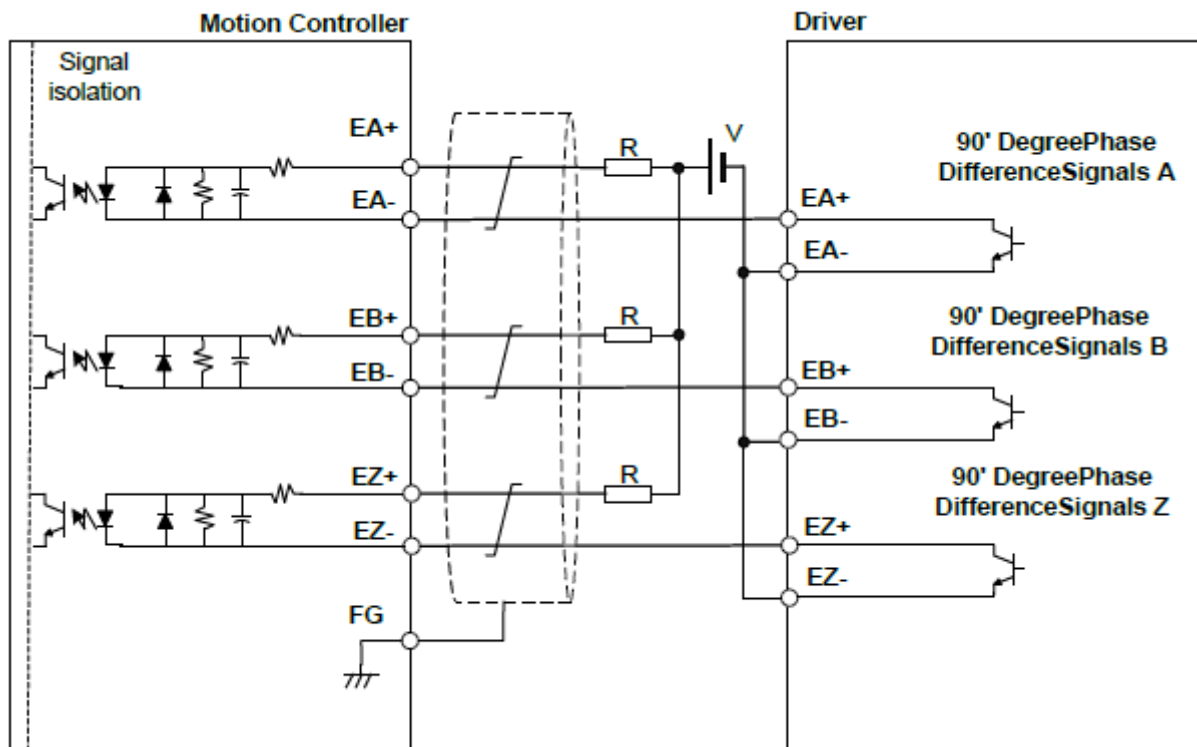 Motion Controller
Driver
Signal
isolation
EA+
EA-
R
V
EA+
EA-
90' DegreePhase
DifferenceSignals A
EB+
EB-
R
EB+
EB-
90' DegreePhase
DifferenceSignals B
EZ+
EZ-
R
EZ+
EZ-
90' DegreePhase
DifferenceSignals Z
FG